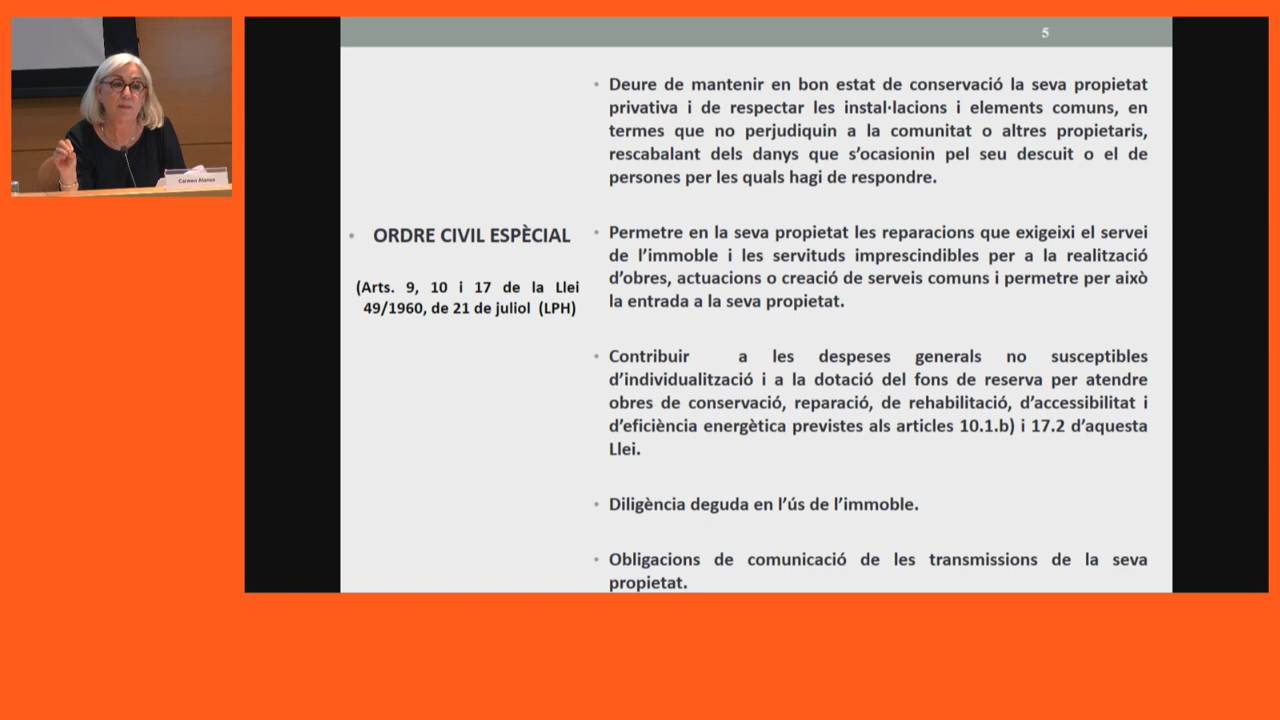 5
Carmen Alonso
• ORDRE CIVIL ESPÈCIAL
(Arts. 9, 10 i 17 de la Llei
49/1960, de 21 de juliol (LPH)
• Deure de mantenir en bon estat de conservació la seva propietat
privativa i de respectar les instal·lacions i elements comuns, en
termes que no perjudiquin a la comunitat o altres propietaris,
rescabalant dels danys que s’ocasionin pel seu descuit o el de
persones per les quals hagi de respondre.
• Permetre en la seva propietat les reparacions que exigeixi el servei
de l’immoble i les servituds imprescindibles per a la realització
d’obres, actuacions o creació de serveis comuns i permetre per això
la entrada a la seva propietat.
• Contribuir a les despeses generals no susceptibles
d’individualització i a la dotació del fons de reserva per atendre
obres de conservació, reparació, de rehabilitació, d’accessibilitat i
d’eficiència energètica previstes als articles 10.1.b) i 17.2 d’aquesta
Llei.
• Diligència deguda en l’ús de l’immoble.
• Obligacions de comunicació de les transmissions de la seva
propietat.